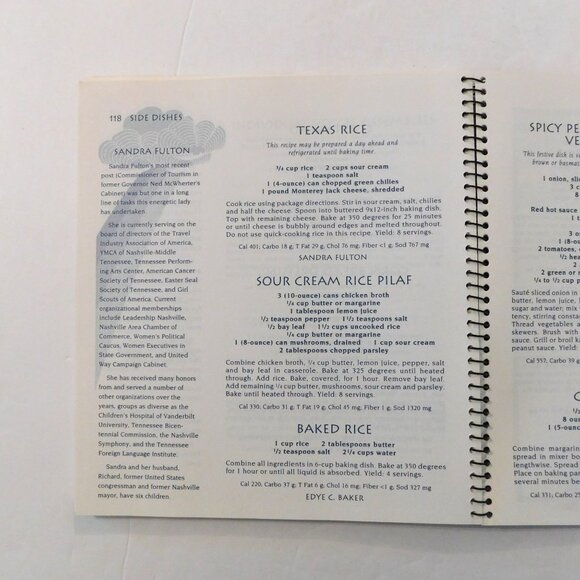 118 SIDE DISHES
SANDRA FULTON
Sandra Fulton's most recent
post (Commissioner of Tourism in
former Governor Ned McWherter's
Cabinet) was but one in a long
line of tasks this energetic lady
has undertaken.
She is currently serving on the
board of directors of the Travel
Industry Association of America,
YMCA of Nashville-Middle
Tennessee, Tennessee Perform-
ing Arts Center, American Cancer
Society of Tennessee, Easter Seal
Society of Tennessee, and Girl
Scouts of America. Current
organizational memberships
include Leadership Nashville,
Nashville Area Chamber of
Commerce, Women's Political
Caucus, Women Executives in
State Government, and United
Way Campaign Cabinet.
She has received many honors
from and served a number of
other organizations over the
years, groups as diverse as the
Children's Hospital of Vanderbilt
University, Tennessee Bicen-
tennial Commission, the Nashville
Symphony, and the Tennessee
Foreign Language Institute.
Sandra and her husband,
Richard, former United States
congressman and former Nashville
mayor, have six children.
TEXAS RICE
This recipe may be prepared a day ahead and
refrigerated until baking time.
3/4 cup rice 2 cups sour cream
1 teaspoon salt
1 (4-ounce) can chopped green chilies
1 pound Monterey Jack cheese, shredded
Cook rice using package directions. Stir in sour cream, salt, chilies
and half the cheese. Spoon into buttered 9x12-inch baking dish.
Top with remaining cheese. Bake at 350 degrees for 25 minutes
or until cheese is bubbly around edges and melted throughout.
Do not use quick-cooking rice in this recipe. Yield: 8 servings.
Cal 401; Carbo 18 g; T Fat 29 g; Chol 76 mg; Fiber <1 g; Sod 767 mg
SANDRA FULTON
SOUR CREAM RICE PILAF
3 (10-ounce) cans chicken broth
1/4 cup butter or margarine
1 tablespoon lemon juice
1/2 teaspoon pepper 1 1/2 teaspoons salt
1/2 bay leaf 1 1/2 cups uncooked rice
1/4 cup butter or margarine
1 (8-ounce) can mushrooms, drained 1 cup sour cream
2 tablespoons chopped parsley
Combine chicken broth, 1/4 cup butter, lemon juice, pepper, salt
and bay leaf in casserole. Bake at 325 degrees until heated
through. Add rice. Bake, covered, for 1 hour. Remove bay leaf.
Add remaining 1/4 cup butter, mushrooms, sour cream and parsley.
Bake until heated through. Yield: 8 servings.
Cal 330; Carbo 31 g; T Fat 19 g; Chol 45 mg; Fiber 1 g; Sod 1320 mg
BAKED RICE
1 cup rice 2 tablespoons butter
1/2 teaspoon salt 2 1/4 cups water
Combine all ingredients in 6-cup baking dish. Bake at 350 degrees
for 1 hour or until all liquid is absorbed. Yield: 4 servings.
Cal 220; Carbo 37 g; T Fat 6 g; Chol 16 mg; Fiber <1 g; Sod 327 mg
EDYE C. BAKER
SPICY PE
VE
This festive dish is
brown or basmat
1 onion, slic
3
8
Red hot sauce
1
3 o
1 (8-oun
2 tomatoes,
1/2 hea
2
2 green or
1/4 to 1/2 cup p
Sauté sliced onion in
butter, lemon juice,
sugar and water; mix
tency, stirring constant
Thread vegetables a
skewers. Brush with
sauce. Grill or broil k
peanut sauce. Yield:
Cal 557; Carbo 39
C
8 oun
1 (5-ounc
Combine margarin
spread in mixer bo
lengthwise. Spread
Place on baking pan
several minutes be
Cal 331; Carbo 25